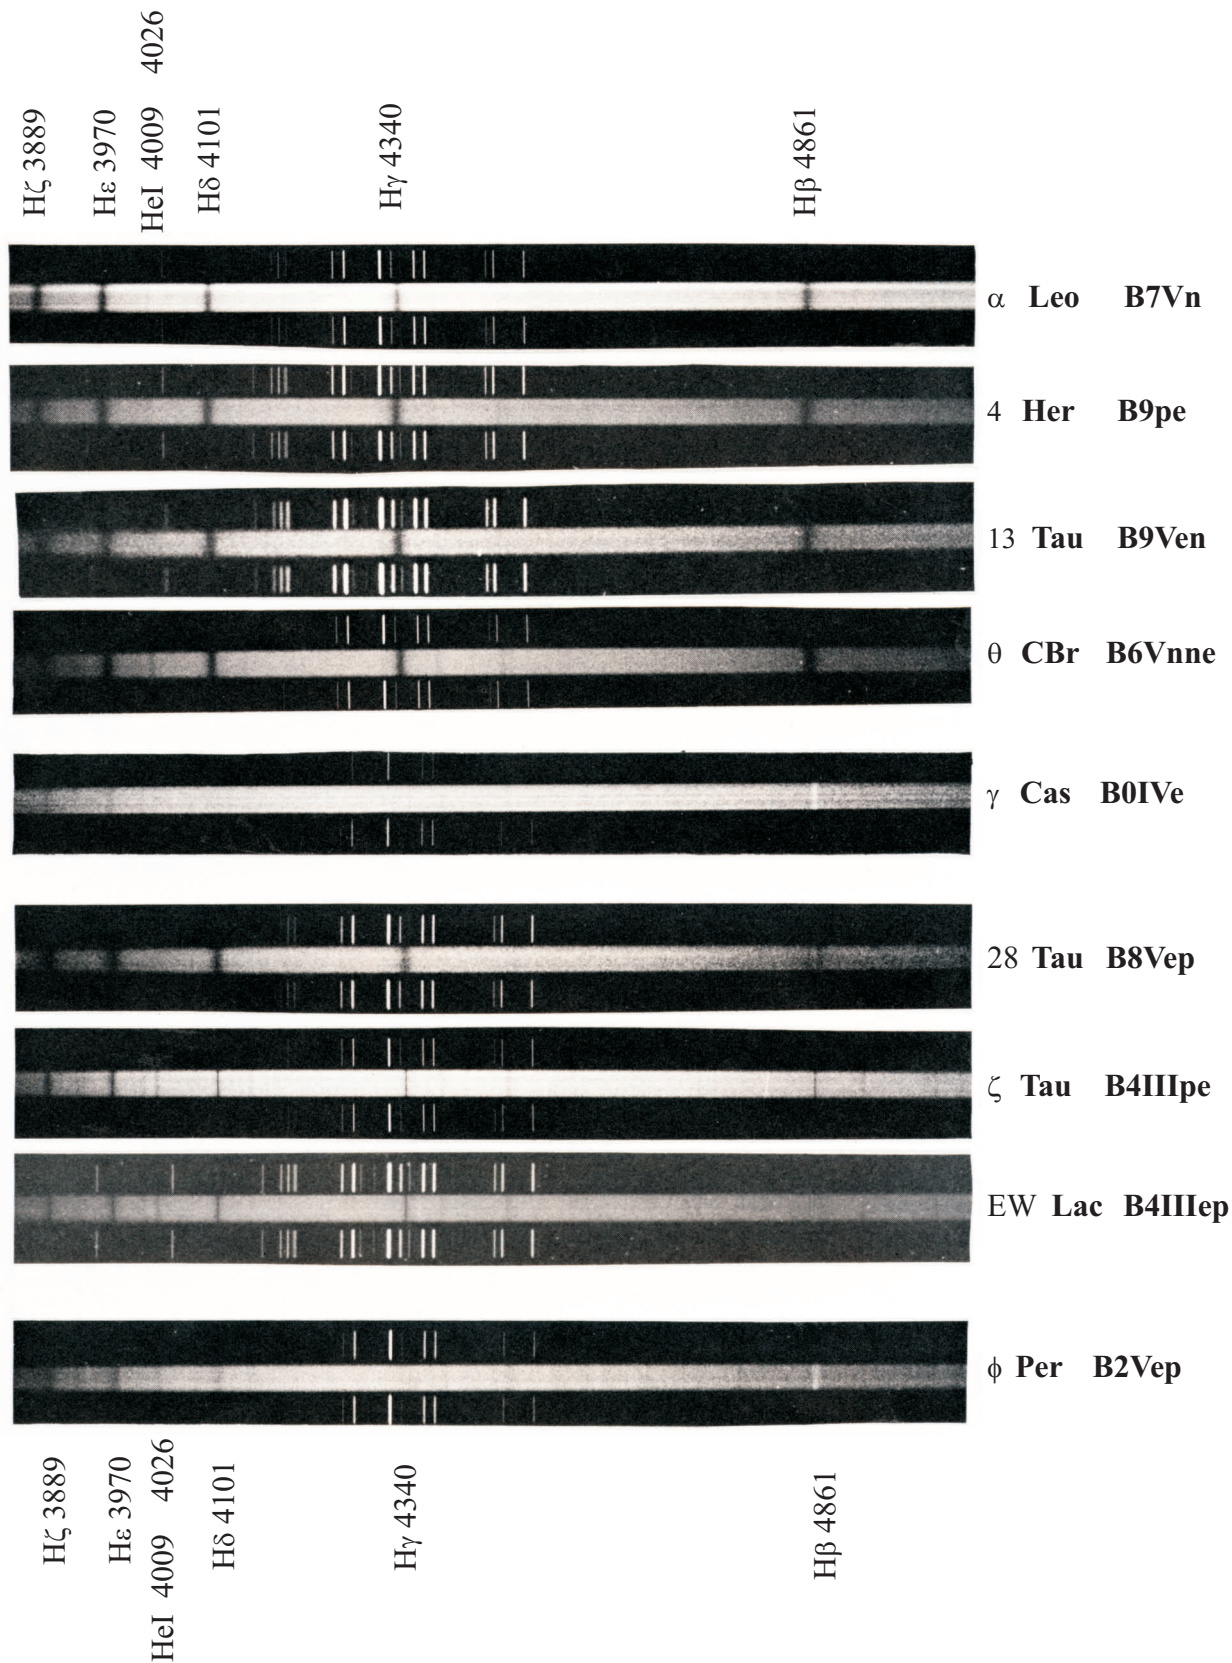 Hζ 3889
Hε 3970
HeI 4009 4026
Hδ 4101
Hγ 4340
Hβ 4861
α Leo B7Vn
4 Her B9pe
13 Tau B9Ven
θ CBr B6Vnne
γ Cas B0IVe
28 Tau B8Vep
ζ Tau B4IIIpe
EW Lac B4IIIep
ϕ Per B2Vep
Hζ 3889
Hε 3970
HeI 4009 4026
Hδ 4101
Hγ 4340
Hβ 4861